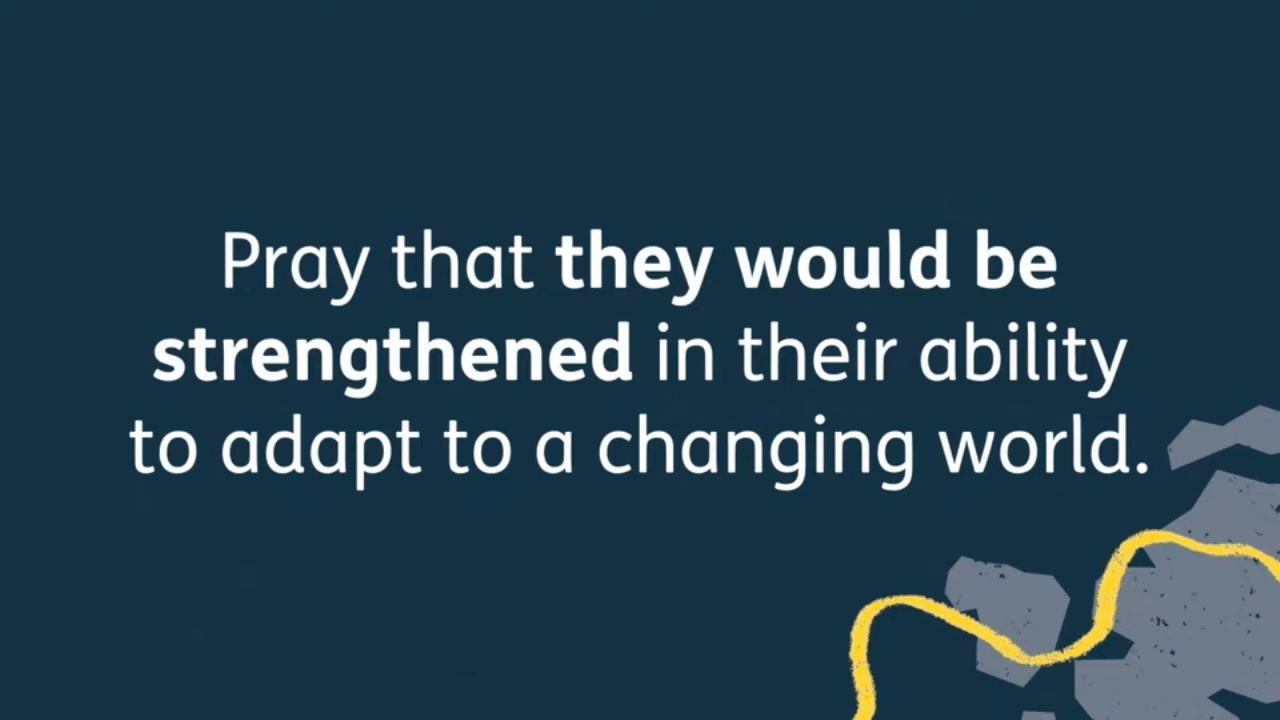 Pray that they would be
strengthened in their ability
to adapt to a changing world.